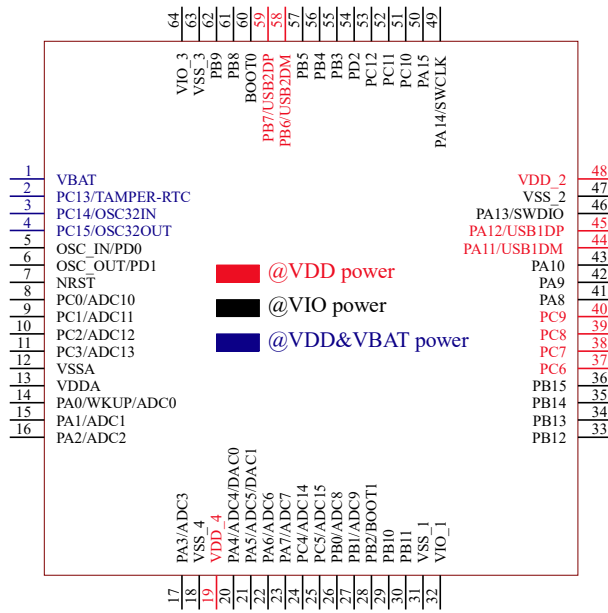 64 63 62 61 60 59 58 57 56 55 54 53 52 51 50 49
VIO_3
VSS_3
PB9
PB8
BOOT0
PB7/USB2DP
PB6/USB2DM
PB5
PB4
PB3
PD2
PC12
PC11
PC10
PA15
PA14/SWCLK
1 VBAT
2 PC13/TAMPER-RTC
3 PC14/OSC32IN
4 PC15/OSC32OUT
5 OSC_IN/PD0
6 OSC_OUT/PD1
7 NRST
8 PC0/ADC10
9 PC1/ADC11
10 PC2/ADC12
11 PC3/ADC13
12 VSSA
13 VDDA
14 PA0/WKUP/ADC0
15 PA1/ADC1
16 PA2/ADC2
@VDD power
@VIO power
@VDD&VBAT power
VDD_2 48
VSS_2 47
PA13/SWDIO 46
PA12/USB1DP 45
PA11/USB1DM 44
PA10 43
PA9 42
PA8 41
PC9 40
PC8 39
PC7 38
PC6 37
PB15 36
PB14 35
PB13 34
PB12 33
PA3/ADC3
VSS_4
VDD_4
PA4/ADC4/DAC0
PA5/ADC5/DAC1
PA6/ADC6
PA7/ADC7
PC4/ADC14
PC5/ADC15
PB0/ADC8
PB1/ADC9
PB2/BOOT1
PB10
PB11
VSS_1
VIO_1
17 18 19 20 21 22 23 24 25 26 27 28 29 30 31 32